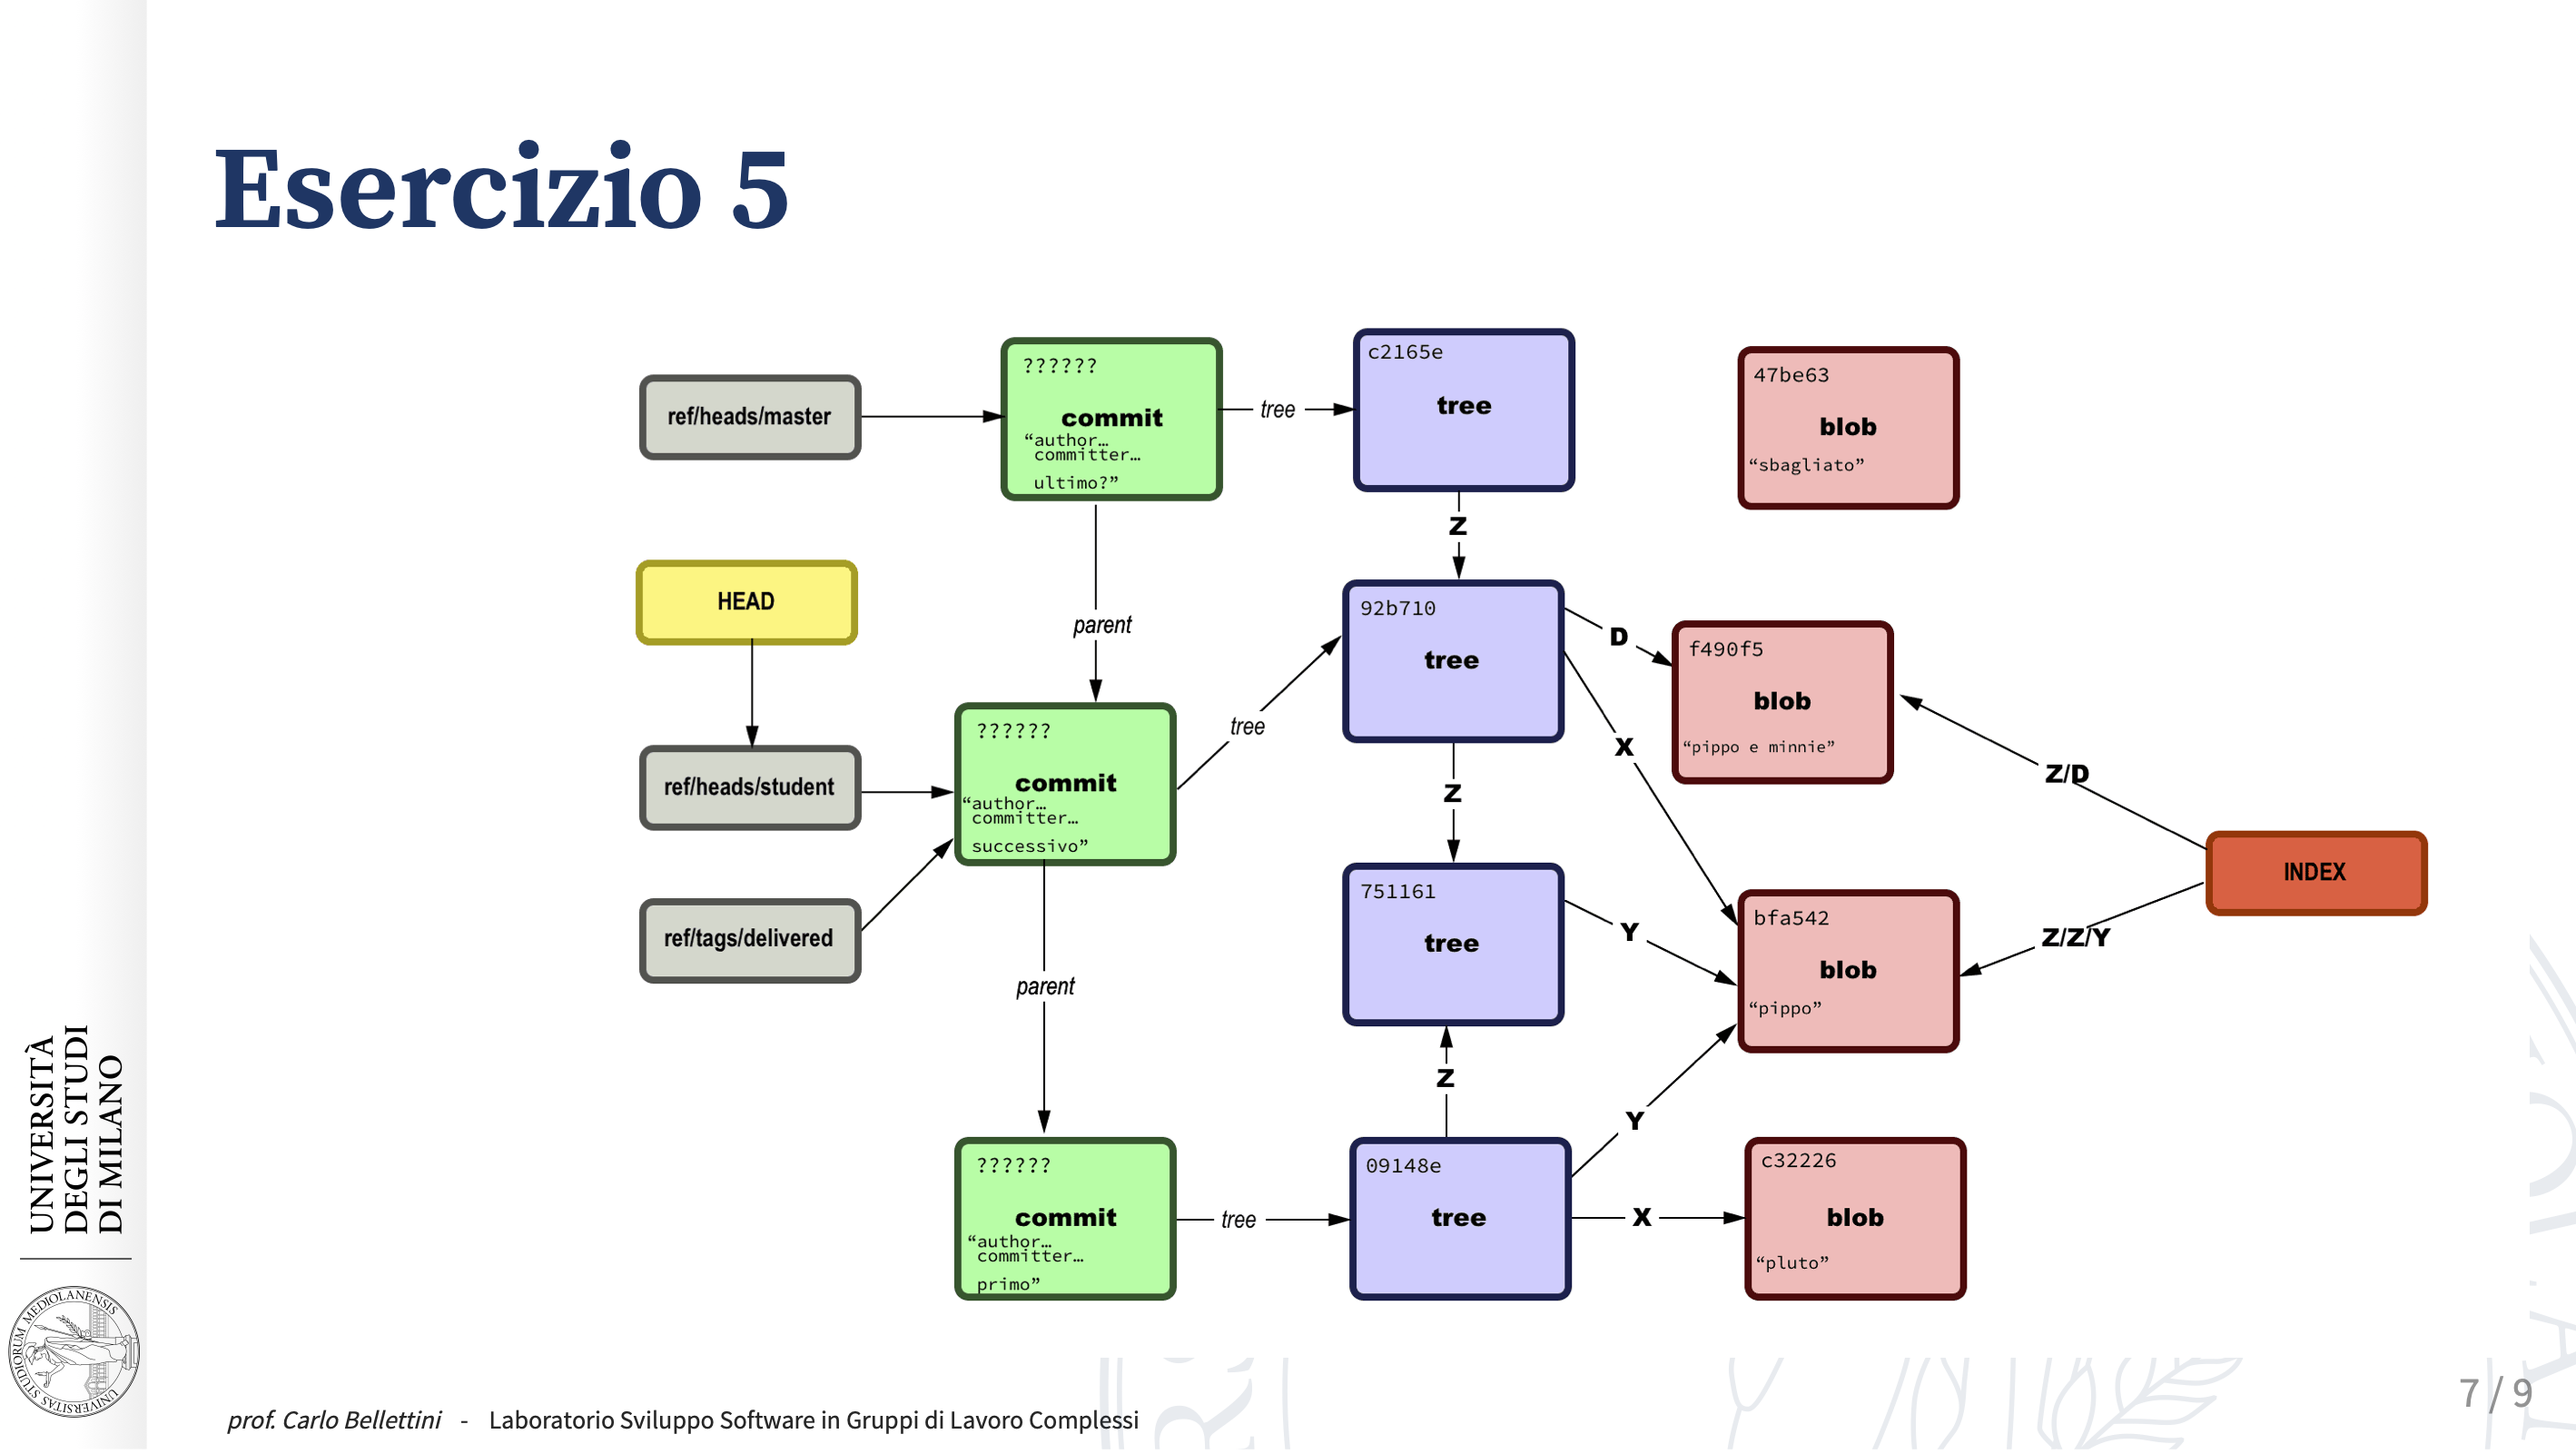 Esercizio 5
ref/heads/master
??????
commit
“author…
committer…
ultimo?”
tree
c2165e
tree
47be63
blob
“sbagliato”
Z
HEAD
parent
92b710
tree
D
f490f5
blob
“pippo e minnie”
tree
X
Z/D
ref/heads/student
??????
commit
“author…
committer…
successivo”
Z
INDEX
ref/tags/delivered
751161
tree
Y
bfa542
blob
“pippo”
Z/Z/Y
parent
Z
Y
??????
commit
“author…
committer…
primo”
tree
09148e
tree
X
c32226
blob
“pluto”
UNIVERSITÀ
DEGLI STUDI
DI MILANO
UNIVERSITAS STUDIORUM MEDIOLANENSIS
prof. Carlo Bellettini - Laboratorio Sviluppo Software in Gruppi di Lavoro Complessi
7 / 9